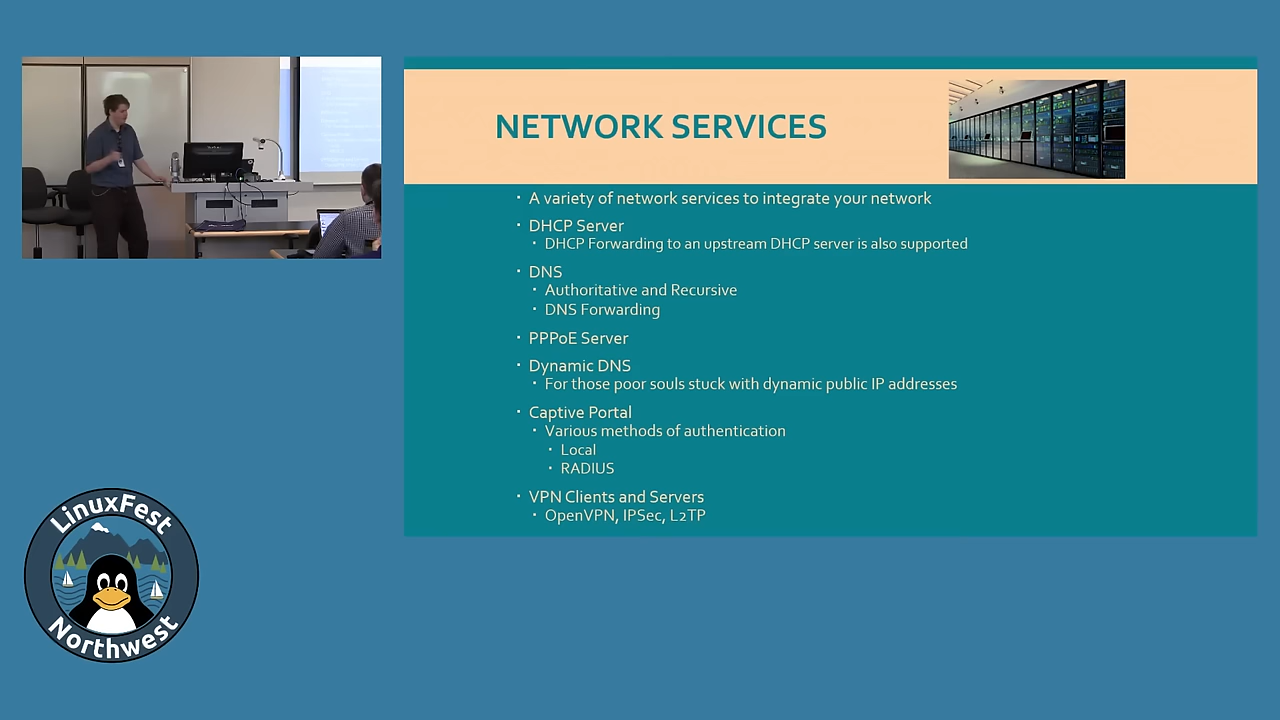 NETWORK SERVICES
A variety of network services to integrate your network
DHCP Server
DHCP Forwarding to an upstream DHCP server is also supported
DNS
Authoritative and Recursive
DNS Forwarding
PPPoE Server
Dynamic DNS
For those poor souls stuck with dynamic public IP addresses
Captive Portal
Various methods of authentication
Local
RADIUS
VPN Clients and Servers
OpenVPN, IPSec, L2TP
LinuxFest
Northwest